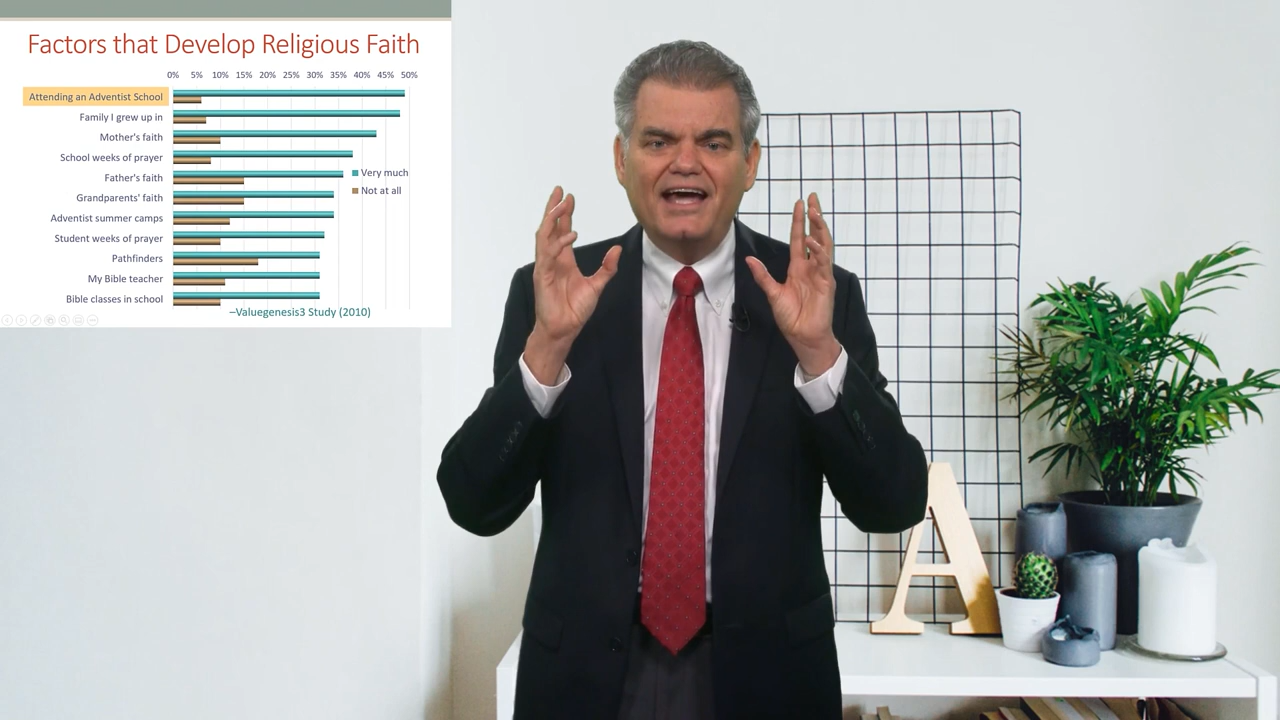 Factors that Develop Religious Faith
0% 5% 10% 15% 20% 25% 30% 35% 40% 45% 50%
Attending an Adventist School
Family I grew up in
Mother's faith
School weeks of prayer
Father's faith
Very much
Not at all
Grandparents' faith
Adventist summer camps
Student weeks of prayer
Pathfinders
My Bible teacher
Bible classes in school
–Valuegenesis3 Study (2010)
A